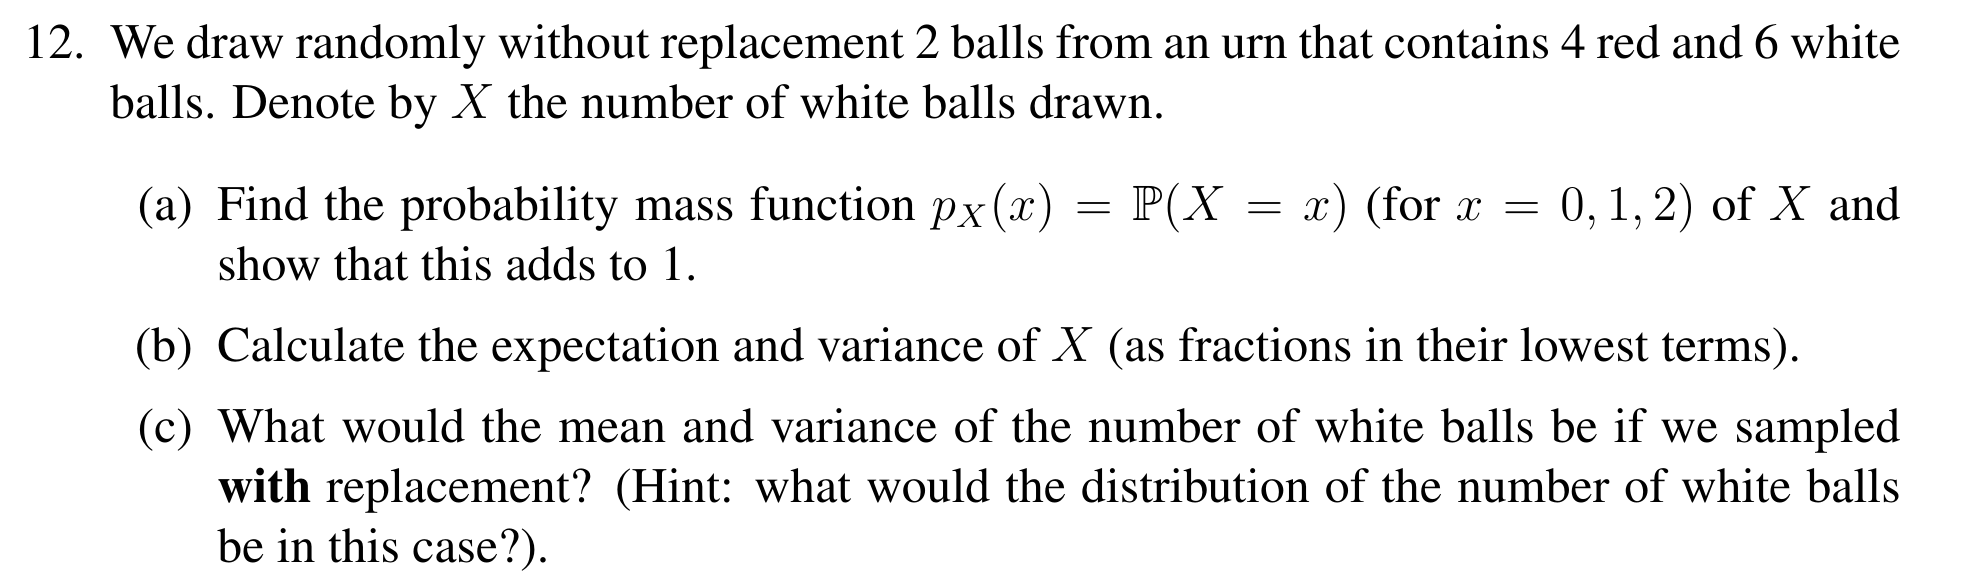 12. We draw randomly without replacement 2 balls from an urn that contains 4 red and 6 white
balls. Denote by X the number of white balls drawn.
(a) Find the probability mass function p_X(x) = ℙ(X = x) (for x = 0, 1, 2) of X and
show that this adds to 1.
(b) Calculate the expectation and variance of X (as fractions in their lowest terms).
(c) What would the mean and variance of the number of white balls be if we sampled
with replacement? (Hint: what would the distribution of the number of white balls
be in this case?).